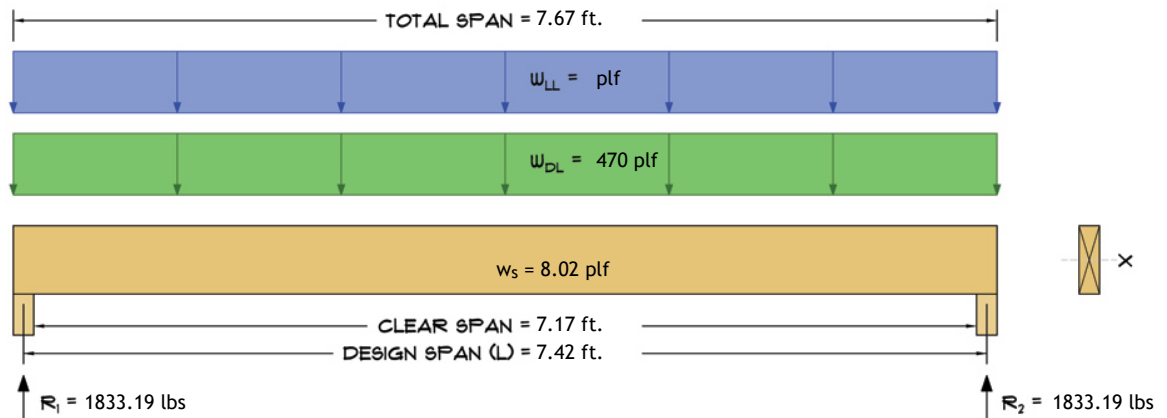 TOTAL SPAN = 7.67 ft.
WLL = plf
WDL = 470 plf
ws = 8.02 plf
X
CLEAR SPAN = 7.17 ft.
DESIGN SPAN (L) = 7.42 ft.
R1 = 1833.19 lbs
R2 = 1833.19 lbs